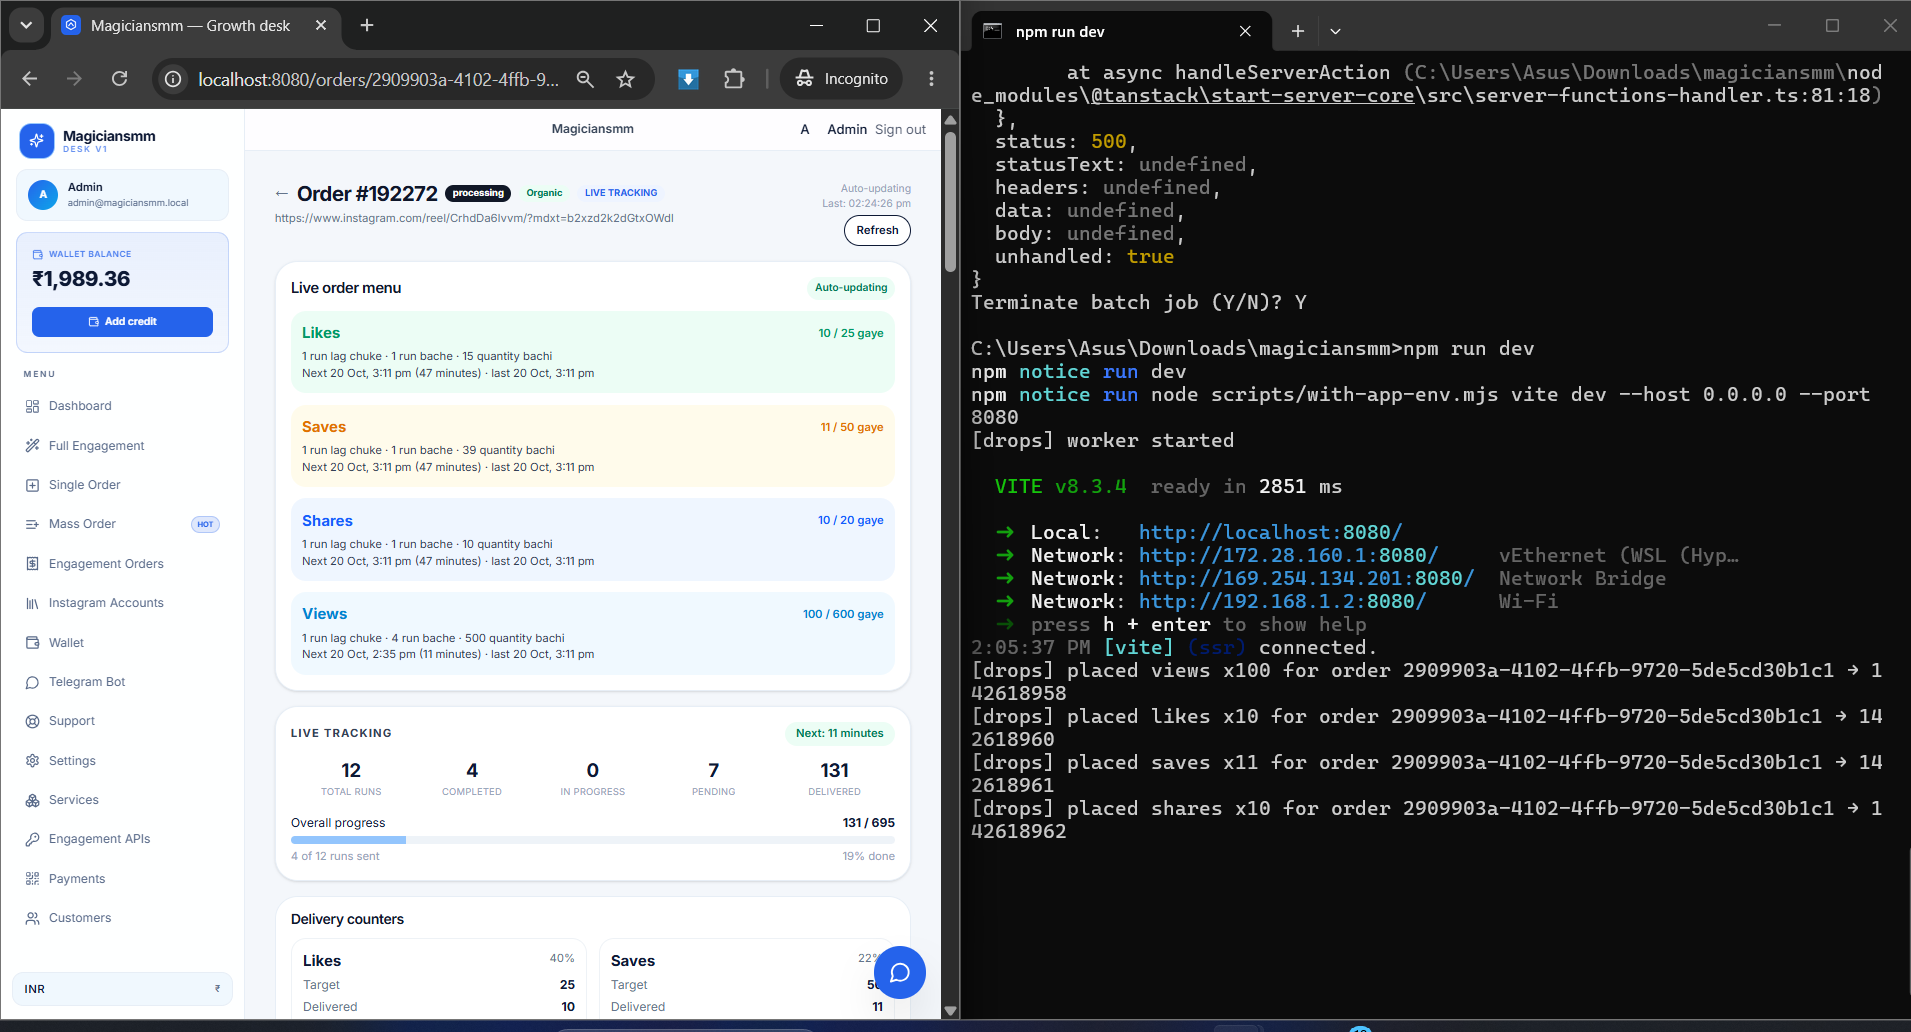 Magiciansmm — Growth desk
localhost:8080/orders/2909903a-4102-4ffb-9...
Incognito
Magiciansmm
DESK V1
A
Admin
admin@magiciansmm.local
WALLET BALANCE
₹1,989.36
Add credit
MENU
Dashboard
Full Engagement
Single Order
Mass Order
HOT
Engagement Orders
Instagram Accounts
Wallet
Telegram Bot
Support
Settings
Services
Engagement APIs
Payments
Customers
INR
₹
Magiciansmm
A Admin Sign out
← Order #192272 processing Organic LIVE TRACKING
https://www.instagram.com/reel/CrhdDa6Ivvm/?mdxt=b2xzd2k2dGtxOWdl
Auto-updating
Last: 02:24:26 pm
Refresh
Live order menu
Auto-updating
Likes
10 / 25 gaye
1 run lag chuke · 1 run bache · 15 quantity bachi
Next 20 Oct, 3:11 pm (47 minutes) · last 20 Oct, 3:11 pm
Saves
11 / 50 gaye
1 run lag chuke · 1 run bache · 39 quantity bachi
Next 20 Oct, 3:11 pm (47 minutes) · last 20 Oct, 3:11 pm
Shares
10 / 20 gaye
1 run lag chuke · 1 run bache · 10 quantity bachi
Next 20 Oct, 3:11 pm (47 minutes) · last 20 Oct, 3:11 pm
Views
100 / 600 gaye
1 run lag chuke · 4 run bache · 500 quantity bachi
Next 20 Oct, 2:35 pm (11 minutes) · last 20 Oct, 3:11 pm
LIVE TRACKING
Next: 11 minutes
12 4 0 7 131
TOTAL RUNS COMPLETED IN PROGRESS PENDING DELIVERED
Overall progress 131 / 695
4 of 12 runs sent 19% done
Delivery counters
Likes 40%
Target 25
Delivered 10
Saves
Target
Delivered 11
npm run dev
at async handleServerAction (C:\Users\Asus\Downloads\magiciansmm\nod
e_modules\@tanstack\start-server-core\src\server-functions-handler.ts:81:18)
},
status: 500,
statusText: undefined,
headers: undefined,
data: undefined,
body: undefined,
unhandled: true
}
Terminate batch job (Y/N)? Y
C:\Users\Asus\Downloads\magiciansmm>npm run dev
npm notice run dev
npm notice run node scripts/with-app-env.mjs vite dev --host 0.0.0.0 --port
8080
[drops] worker started
VITE v8.3.4 ready in 2851 ms
➜ Local: http://localhost:8080/
➜ Network: http://172.28.160.1:8080/ vEthernet (WSL (Hyp…
➜ Network: http://169.254.134.201:8080/ Network Bridge
➜ Network: http://192.168.1.2:8080/ Wi-Fi
➜ press h + enter to show help
2:05:37 PM [vite] (ssr) connected.
[drops] placed views x100 for order 2909903a-4102-4ffb-9720-5de5cd30b1c1 → 1
42618958
[drops] placed likes x10 for order 2909903a-4102-4ffb-9720-5de5cd30b1c1 → 14
2618960
[drops] placed saves x11 for order 2909903a-4102-4ffb-9720-5de5cd30b1c1 → 14
2618961
[drops] placed shares x10 for order 2909903a-4102-4ffb-9720-5de5cd30b1c1 → 1
42618962